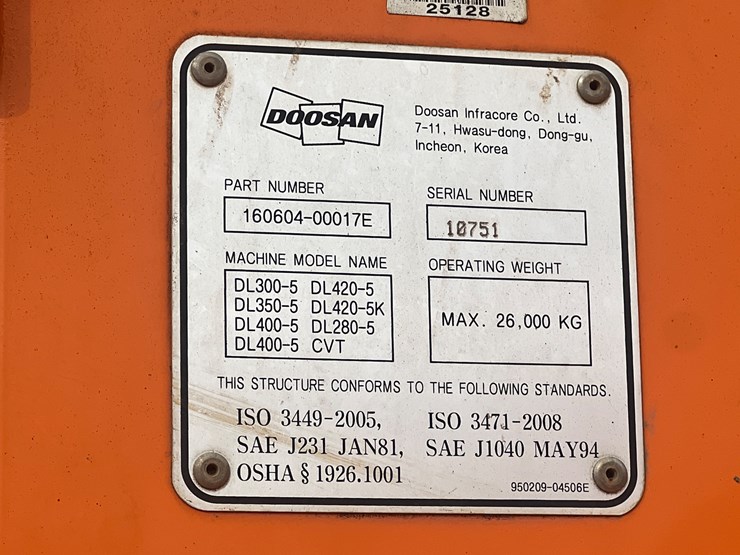 25128
DOOSAN
Doosan Infracore Co., Ltd.
7-11, Hwasu-dong, Dong-gu,
Incheon, Korea
PART NUMBER
160604-00017E
SERIAL NUMBER
10751
MACHINE MODEL NAME
DL300-5 DL420-5
DL350-5 DL420-5K
DL400-5 DL280-5
DL400-5 CVT
OPERATING WEIGHT
MAX. 26,000 KG
THIS STRUCTURE CONFORMS TO THE FOLLOWING STANDARDS.
ISO 3449-2005, ISO 3471-2008
SAE J231 JAN81, SAE J1040 MAY94
OSHA § 1926.1001
950209-04506E